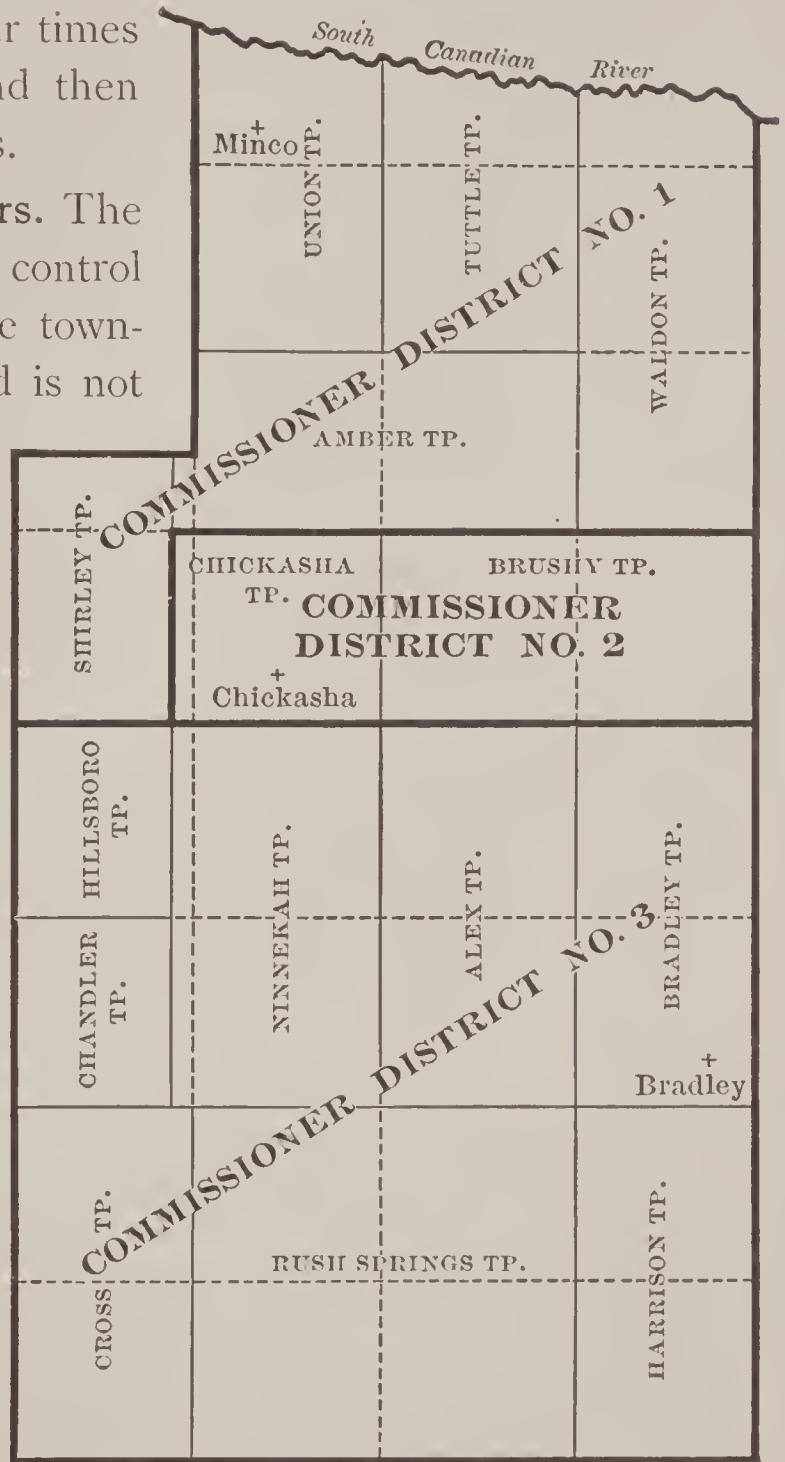 r times
nd then
s.
rs. The
control
e town-
d is not
South Canadian River
Minco
UNION TP.
TUTTLE TP.
WALDON TP.
COMMISSIONER DISTRICT NO. 1
AMBER TP.
SHIRLEY TP.
CHICKASHA
TP.
BRUSHY TP.
COMMISSIONER
DISTRICT NO. 2
Chickasha
HILLSBORO
TP.
CHANDLER
TP.
NINNEKAH TP.
ALEX TP.
BRADLEY TP.
COMMISSIONER DISTRICT NO. 3
Bradley
CROSS TP.
RUSH SPRINGS TP.
HARRISON TP.